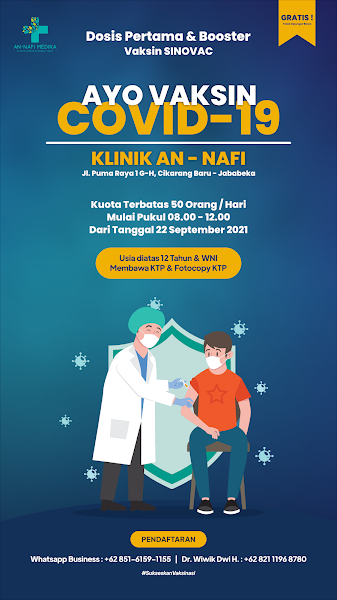 AN-NAFI MEDIKA
GRATIS !
Dosis Pertama & Booster
Vaksin SINOVAC
AYO VAKSIN
COVID-19
KLINIK AN - NAFI
Jl. Puma Raya 1 G-H, Cikarang Baru - Jababeka
Kuota Terbatas 50 Orang / Hari
Mulai Pukul 08.00 - 12.00
Dari Tanggal 22 September 2021
Usia diatas 12 Tahun & WNI
Membawa KTP & Fotocopy KTP
PENDAFTARAN
Whatsapp Business : +62 851-6159-1155 | Dr. Wiwik Dwi H. : +62 821 1196 8780
#SukseskanVaksinasi